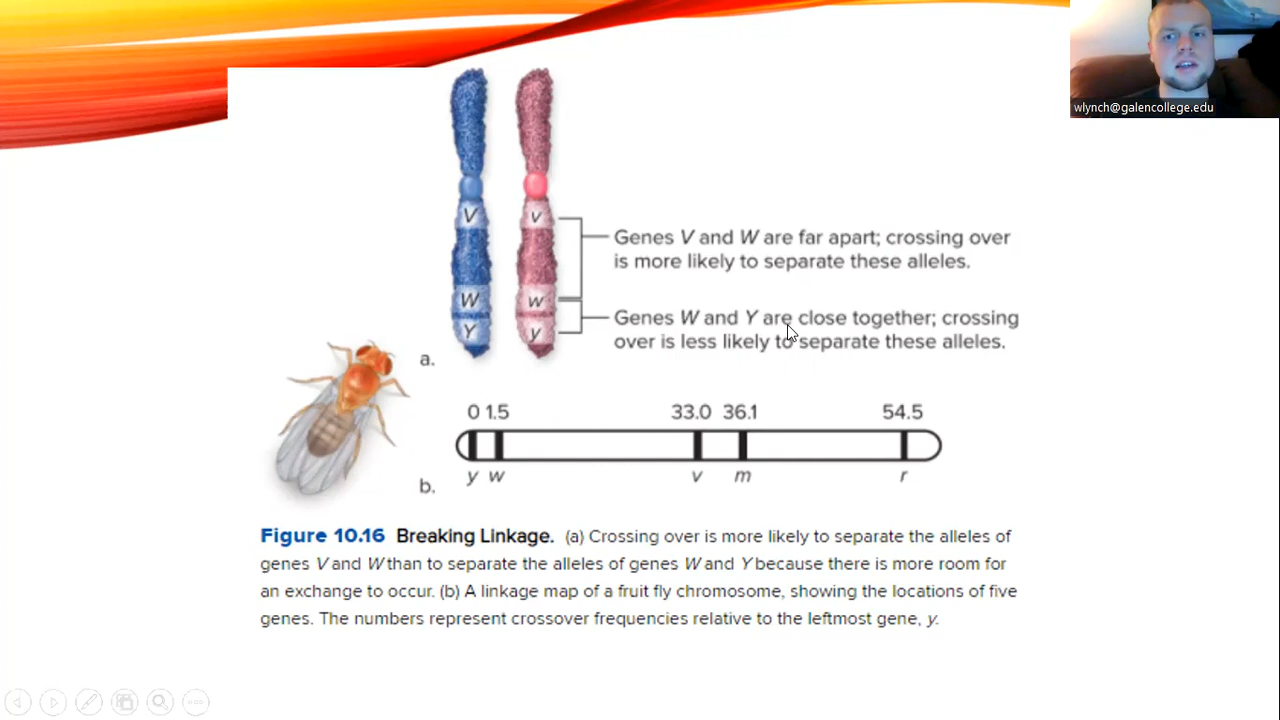 wlynch@galencollege.edu
V v
Genes V and W are far apart; crossing over
is more likely to separate these alleles.
W w
Genes W and Y are close together; crossing
over is less likely to separate these alleles.
Y y
a.
0 1.5 33.0 36.1 54.5
y w v m r
b.
Figure 10.16 Breaking Linkage. (a) Crossing over is more likely to separate the alleles of
genes V and W than to separate the alleles of genes W and Y because there is more room for
an exchange to occur. (b) A linkage map of a fruit fly chromosome, showing the locations of five
genes. The numbers represent crossover frequencies relative to the leftmost gene, y.